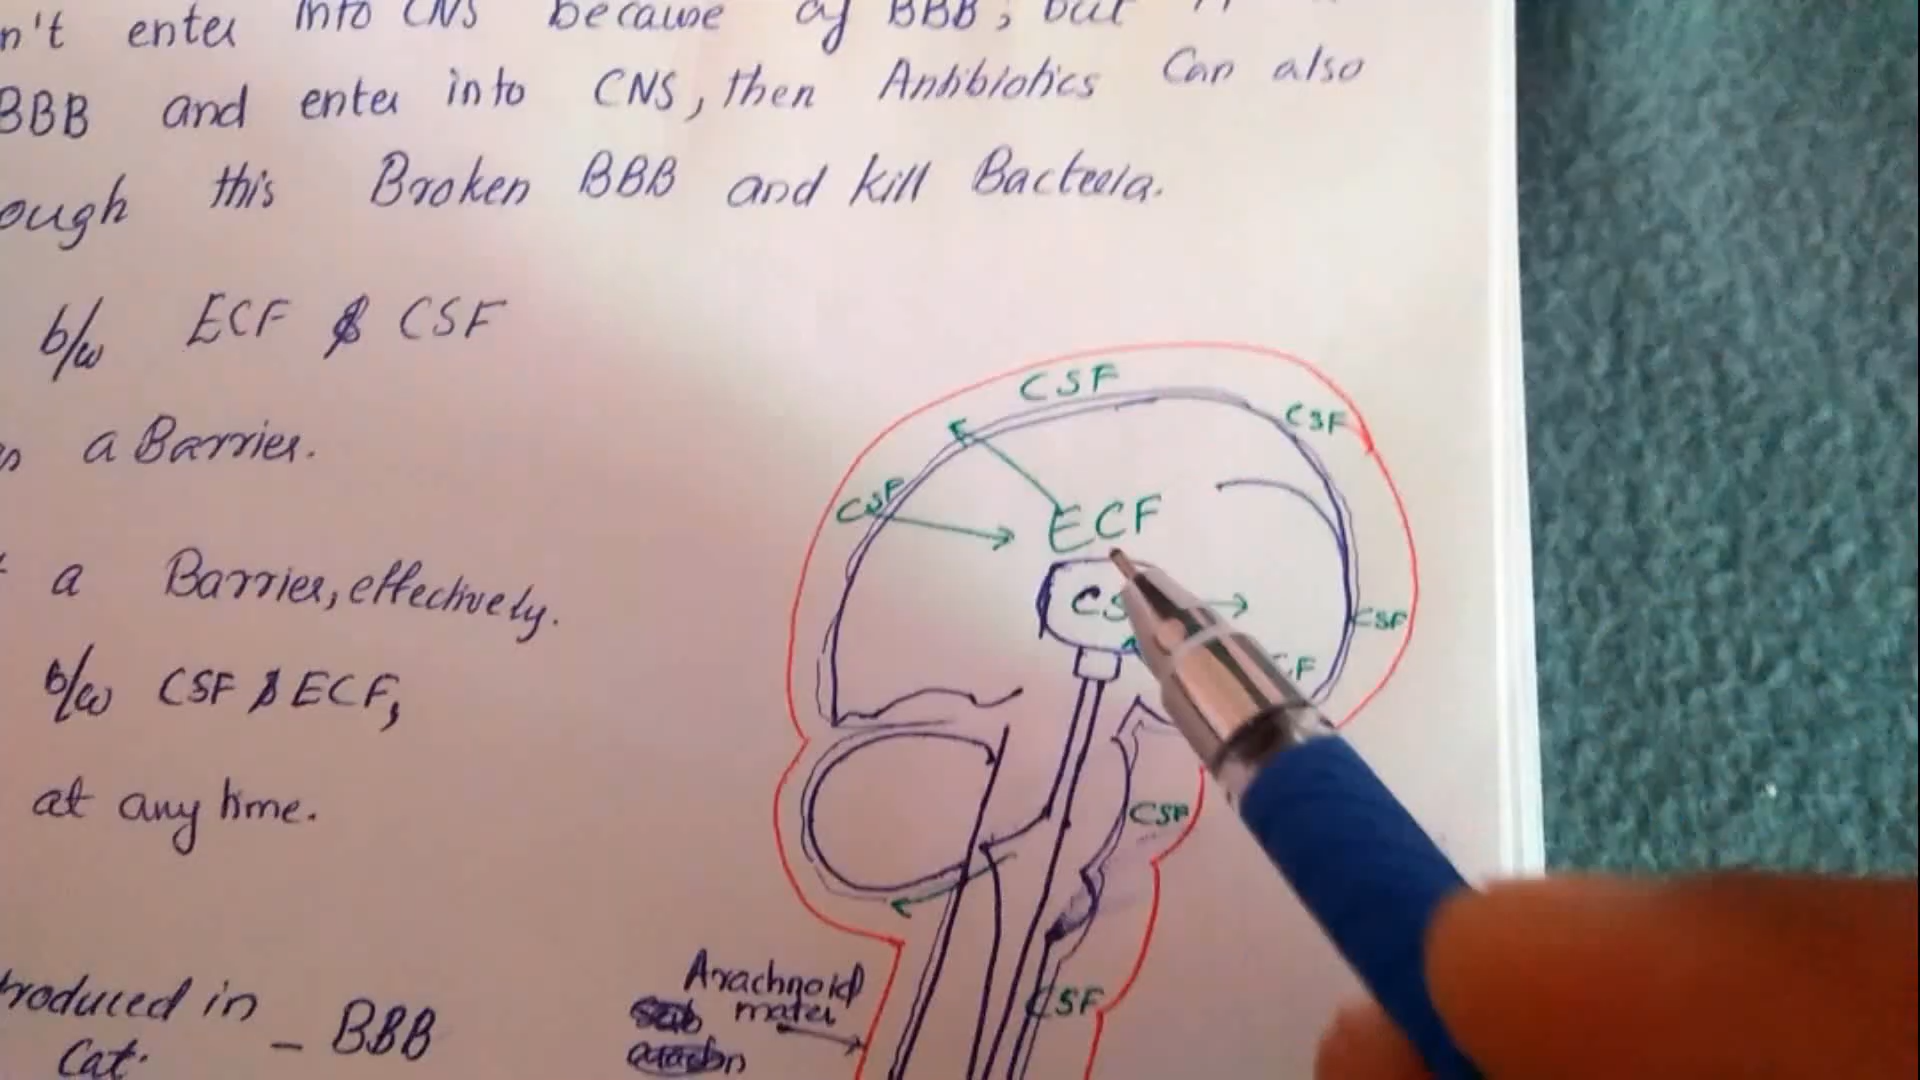 n't enter into CNS because of BBB, but
BBB and enter into CNS, then Antibiotics Can also
ough this Broken BBB and kill Bacteria.
b/w ECF & CSF
a Barrier.
a Barrier, effectively.
b/w CSF & ECF,
at any time.
roduced in
Cat. - BBB
CSF
CSF
CSF
ECF
CS
CSF
CF
CSF
CSF
Arachnoid
mater